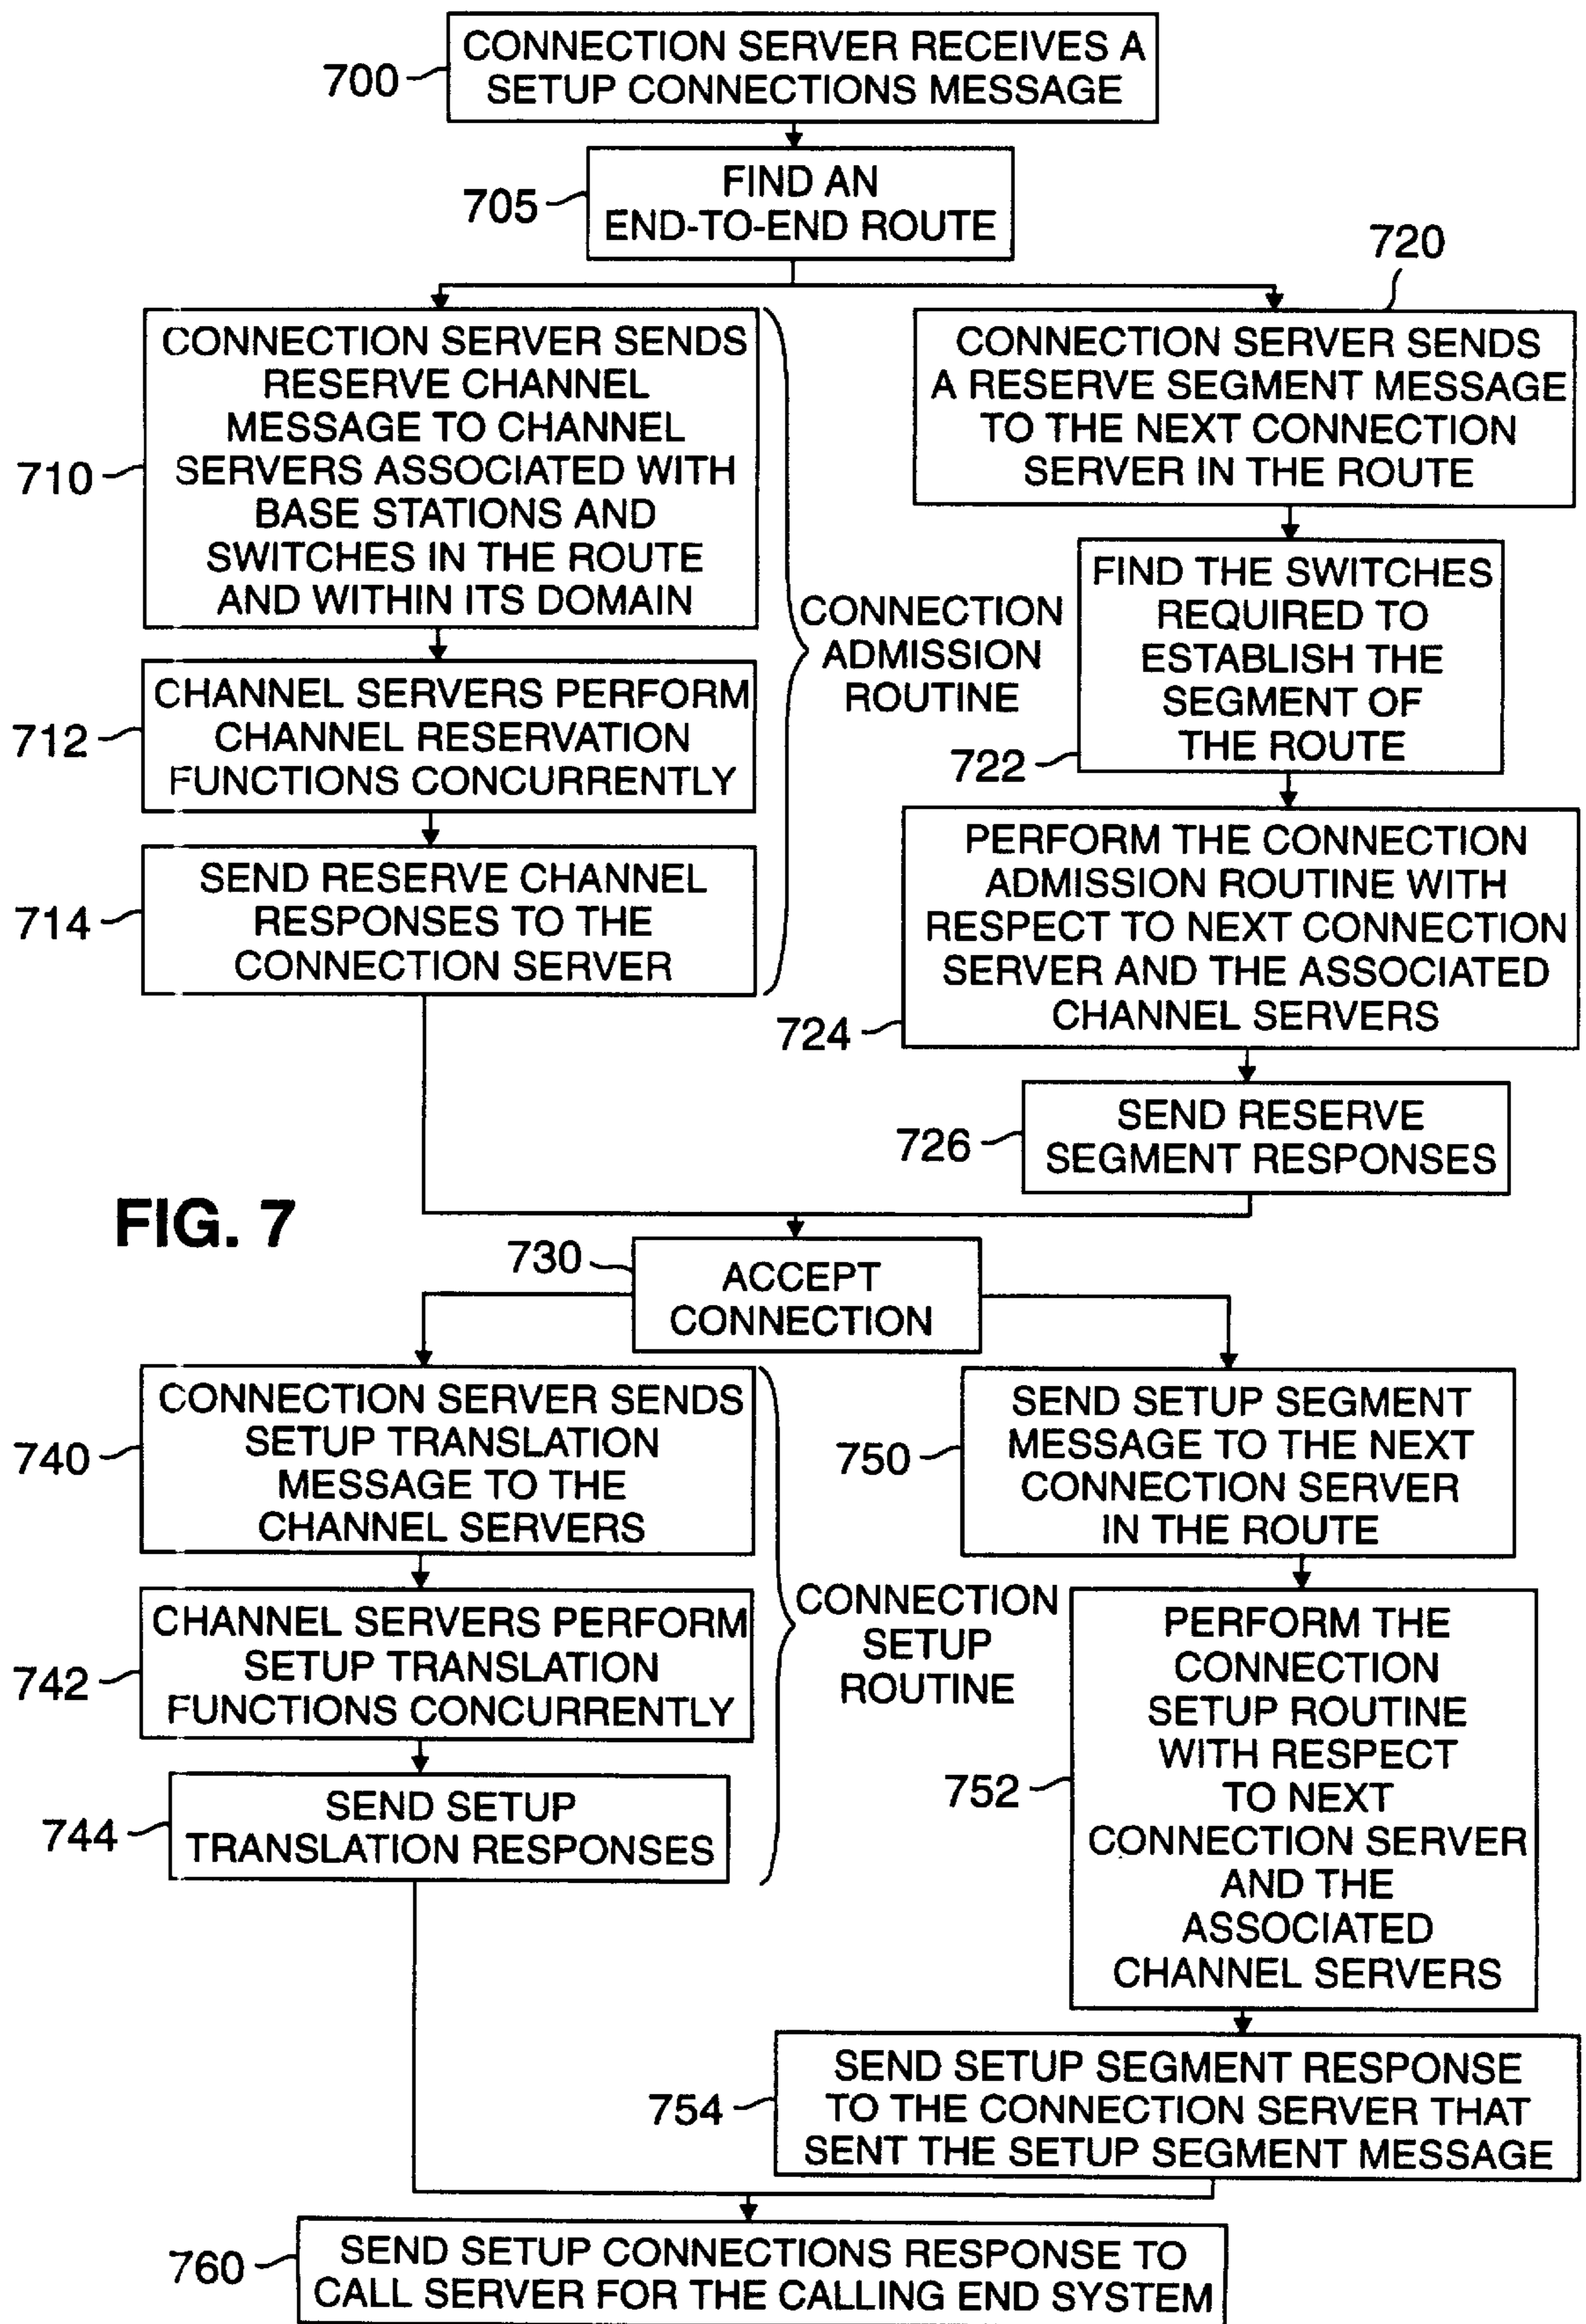 700
CONNECTION SERVER RECEIVES A
SETUP CONNECTIONS MESSAGE
705
FIND AN
END-TO-END ROUTE
710
CONNECTION SERVER SENDS
RESERVE CHANNEL
MESSAGE TO CHANNEL
SERVERS ASSOCIATED WITH
BASE STATIONS AND
SWITCHES IN THE ROUTE
AND WITHIN ITS DOMAIN
712
CHANNEL SERVERS PERFORM
CHANNEL RESERVATION
FUNCTIONS CONCURRENTLY
714
SEND RESERVE CHANNEL
RESPONSES TO THE
CONNECTION SERVER
CONNECTION
ADMISSION
ROUTINE
720
CONNECTION SERVER SENDS
A RESERVE SEGMENT MESSAGE
TO THE NEXT CONNECTION
SERVER IN THE ROUTE
722
FIND THE SWITCHES
REQUIRED TO
ESTABLISH THE
SEGMENT OF
THE ROUTE
724
PERFORM THE CONNECTION
ADMISSION ROUTINE WITH
RESPECT TO NEXT CONNECTION
SERVER AND THE ASSOCIATED
CHANNEL SERVERS
726
SEND RESERVE
SEGMENT RESPONSES
FIG. 7
730
ACCEPT
CONNECTION
740
CONNECTION SERVER SENDS
SETUP TRANSLATION
MESSAGE TO THE
CHANNEL SERVERS
742
CHANNEL SERVERS PERFORM
SETUP TRANSLATION
FUNCTIONS CONCURRENTLY
744
SEND SETUP
TRANSLATION RESPONSES
CONNECTION
SETUP
ROUTINE
750
SEND SETUP SEGMENT
MESSAGE TO THE NEXT
CONNECTION SERVER
IN THE ROUTE
752
PERFORM THE
CONNECTION
SETUP ROUTINE
WITH RESPECT
TO NEXT
CONNECTION SERVER
AND THE
ASSOCIATED
CHANNEL SERVERS
754
SEND SETUP SEGMENT RESPONSE
TO THE CONNECTION SERVER THAT
SENT THE SETUP SEGMENT MESSAGE
760
SEND SETUP CONNECTIONS RESPONSE TO
CALL SERVER FOR THE CALLING END SYSTEM